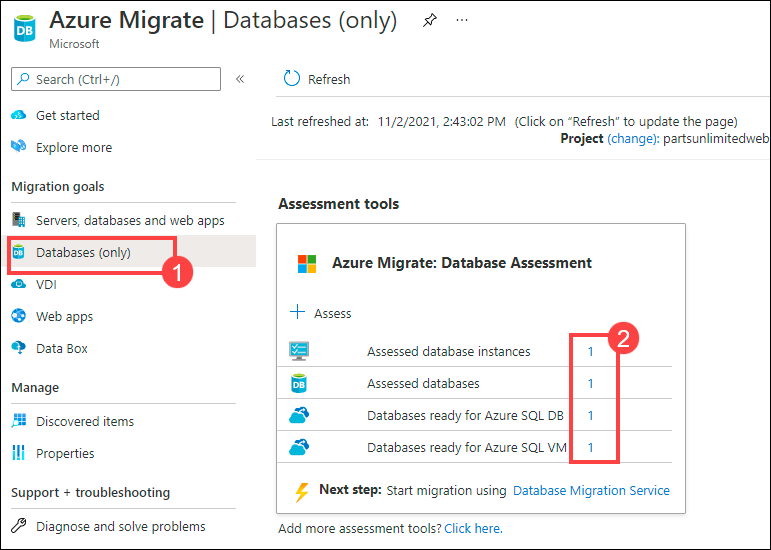 Azure Migrate | Databases (only)
Microsoft
Search (Ctrl+/)
Get started
Explore more
Migration goals
Servers, databases and web apps
Databases (only)
1
VDI
Web apps
Data Box
Manage
Discovered items
Properties
Support + troubleshooting
Diagnose and solve problems
Refresh
Last refreshed at: 11/2/2021, 2:43:02 PM (Click on “Refresh” to update the page)
Project (change): partsunlimitedweb
Assessment tools
Azure Migrate: Database Assessment
Assess
2
Assessed database instances 1
Assessed databases 1
Databases ready for Azure SQL DB 1
Databases ready for Azure SQL VM 1
Next step: Start migration using Database Migration Service
Add more assessment tools? Click here.